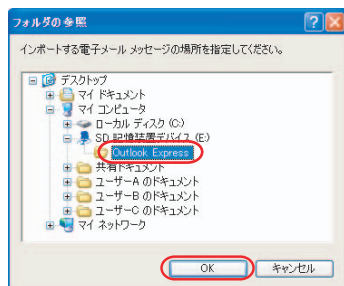 フォルダの参照
インポートする電子メール メッセージの場所を指定してください。
デスクトップ
マイ ドキュメント
マイ コンピュータ
ローカル ディスク (C:)
SD 記憶装置デバイス (E:)
Outlook Express
共有ドキュメント
ユーザーA のドキュメント
ユーザーB のドキュメント
ユーザーC のドキュメント
マイ ネットワーク
OK キャンセル